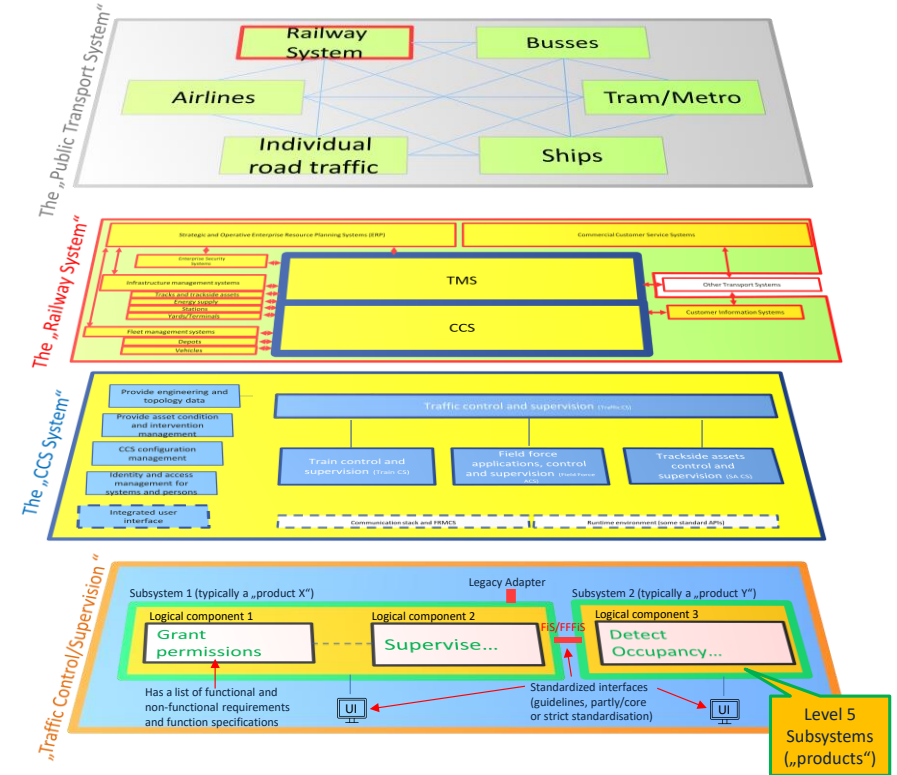 The „Public Transport System“
Railway
System
Busses
Airlines
Tram/Metro
Individual
road traffic
Ships
The „Railway System“
Strategic and Operative Enterprise Resource Planning Systems (ERP)
Commercial Customer Service Systems
Enterprise Security
Systems
TMS
Infrastructure management systems
Other Transport Systems
Tracks and trackside assets
Energy supply
Stations
Yards/Terminals
CCS
Customer Information Systems
Fleet management systems
Depots
Vehicles
The „CCS System“
Provide engineering and
topology data
Traffic control and supervision (Traffic CS)
Provide asset condition
and intervention
management
CCS configuration
management
Train control and
supervision (Train CS)
Field force
applications, control
and supervision (Field Force
ACS)
Trackside assets
control and
supervision (SA CS)
Identity and access
management for
systems and persons
Integrated user
interface
Communication stack and FRMCS
Runtime environment (some standard APIs)
„Traffic Control/Supervision “
Legacy Adapter
Subsystem 1 (typically a „product X“)
Subsystem 2 (typically a „product Y“)
Logical component 1
Logical component 2
Logical component 3
FiS/FFFiS
Grant
permissions
Supervise...
Detect
Occupancy...
Has a list of functional and
non-functional requirements
and function specifications
UI
Standardized interfaces
(guidelines, partly/core
or strict standardisation)
UI
Level 5
Subsystems
(„products“)